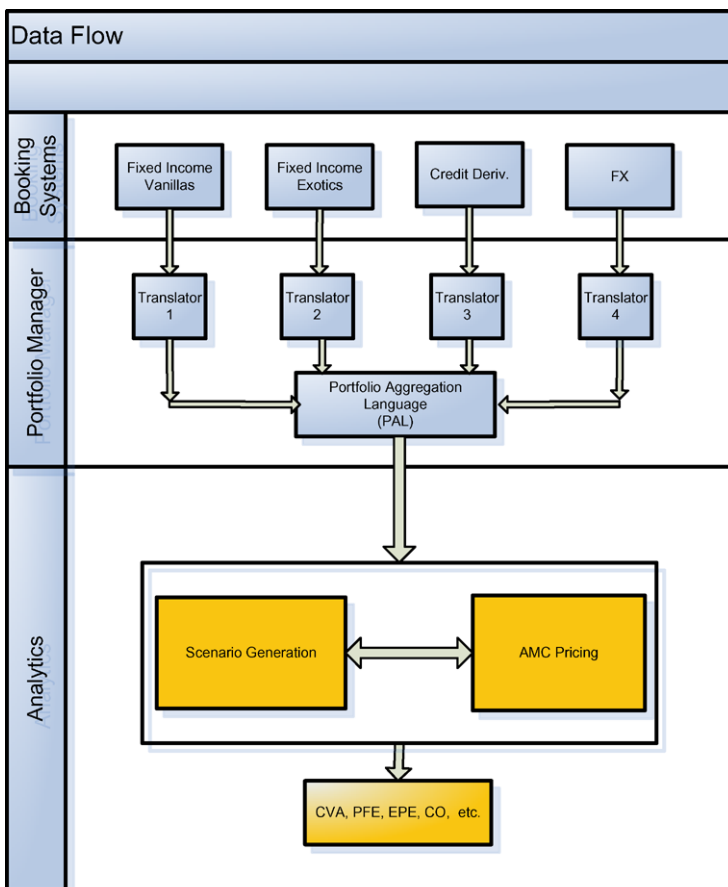 Data Flow
Booking
Systems
Fixed Income
Vanillas
Fixed Income
Exotics
Credit Deriv.
FX
Portfolio Manager
Translator
1
Translator
2
Translator
3
Translator
4
Portfolio Aggregation
Language
(PAL)
Analytics
Scenario Generation
AMC Pricing
CVA, PFE, EPE, CO, etc.